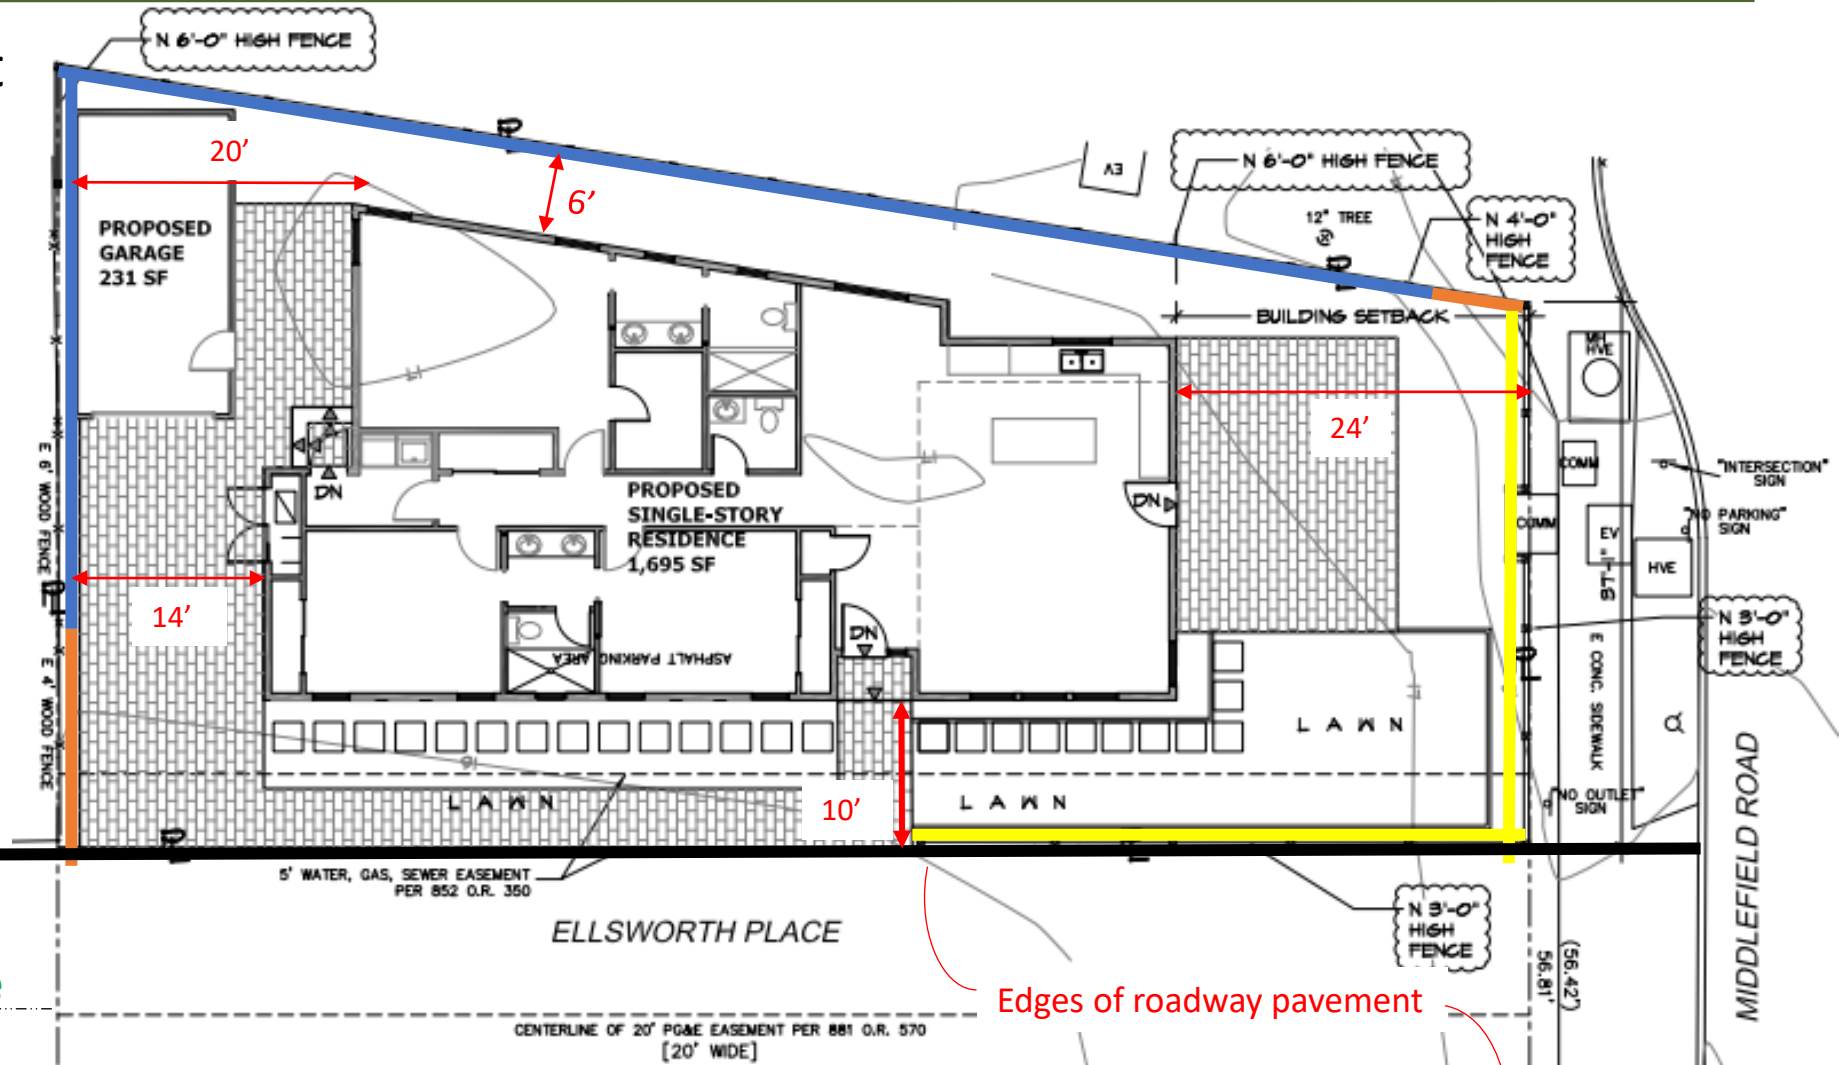 N 6'-0" HIGH FENCE
20'
6'
EV
N 6'-0" HIGH FENCE
12" TREE
N 4'-0"
HIGH
FENCE
PROPOSED
GARAGE
231 SF
BUILDING SETBACK
MH
HVE
24'
COMM
"INTERSECTION"
SIGN
E 6' WOOD FENCE
DN
PROPOSED
SINGLE-STORY
RESIDENCE
1,695 SF
DN
COMM
EV
"NO PARKING"
SIGN
HVE
ST-1"
14'
DN
ASPHALT PARKING AREA
N 3'-0"
HIGH
FENCE
E 4' WOOD FENCE
E CONC. SIDEWALK
LAWN
LAWN
10'
LAWN
"NO OUTLET"
SIGN
MIDDLEFIELD ROAD
5' WATER, GAS, SEWER EASEMENT
PER 852 O.R. 350
ELLSWORTH PLACE
N 3'-0"
HIGH
FENCE
(56.42')
56.81'
Edges of roadway pavement
CENTERLINE OF 20' PG&E EASEMENT PER 881 O.R. 570
[20' WIDE]